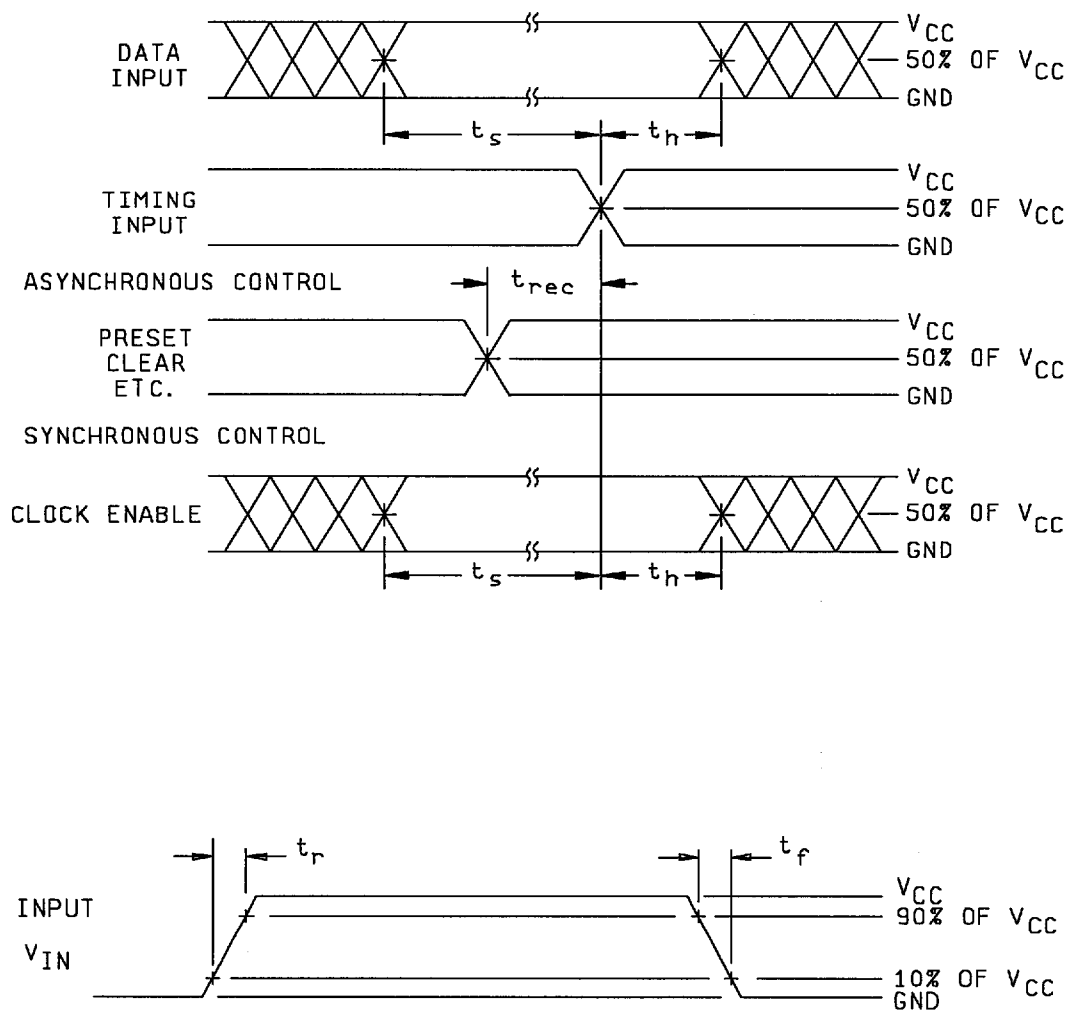 DATA
INPUT
V_CC
50% OF V_CC
GND
t_s
t_h
TIMING
INPUT
V_CC
50% OF V_CC
GND
ASYNCHRONOUS CONTROL
t_rec
PRESET
CLEAR
ETC.
V_CC
50% OF V_CC
GND
SYNCHRONOUS CONTROL
CLOCK ENABLE
V_CC
50% OF V_CC
GND
t_s
t_h
t_r
t_f
INPUT
V_IN
V_CC
90% OF V_CC
10% OF V_CC
GND